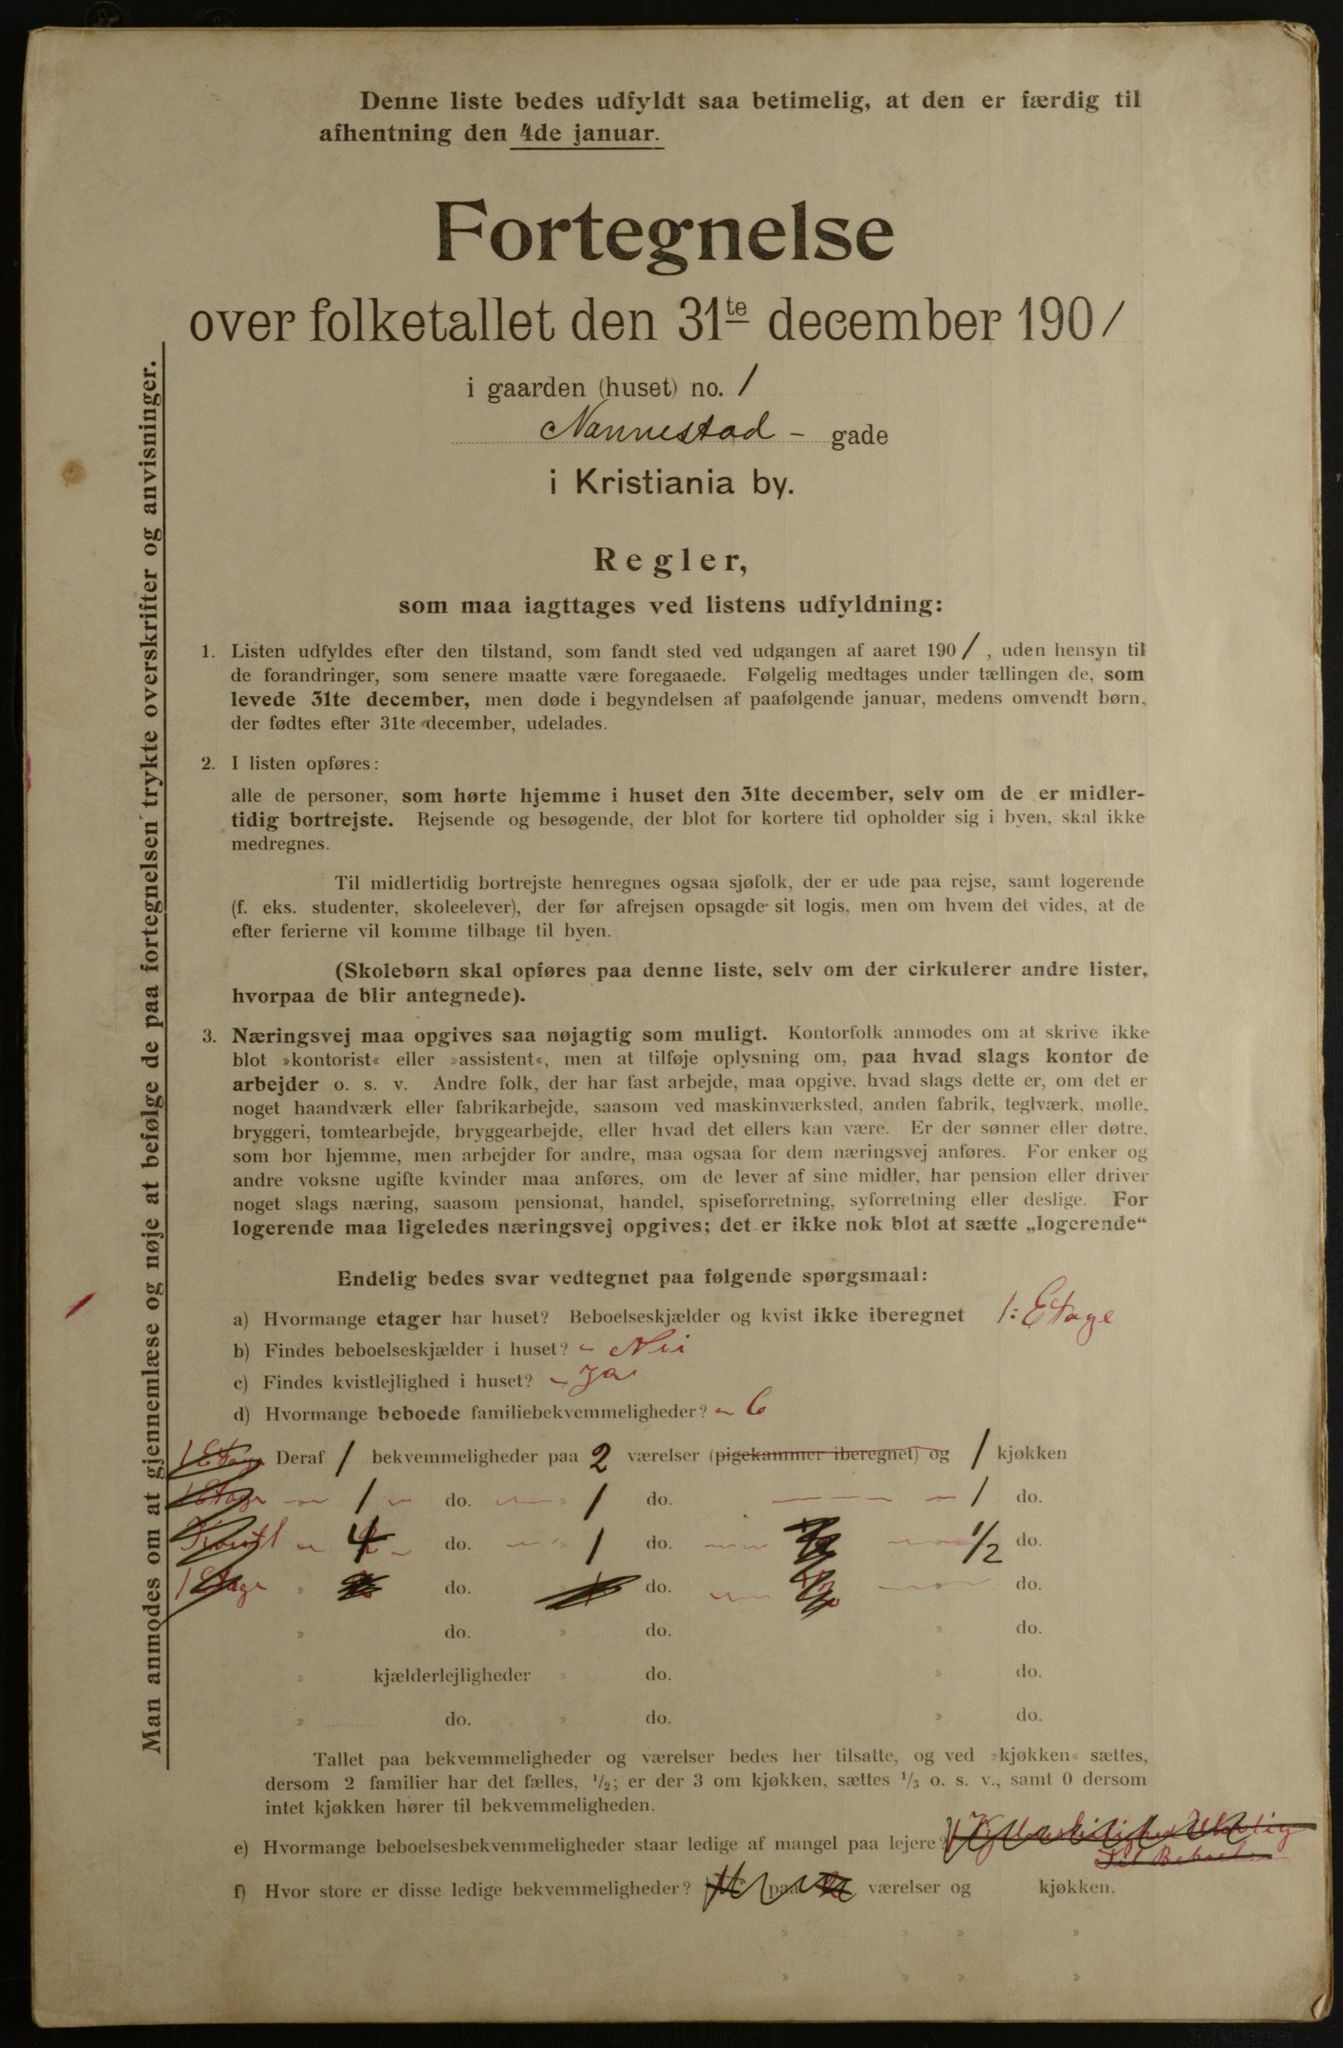 Denne liste bedes udfyldt saa betimelig, at den er færdig til
afhentning den 4de januar.
Fortegnelse
over folketallet den 31te december 190 1
i gaarden (huset) no. 1
Nannestad - gade
i Kristiania by.
Regler,
som maa iagttages ved listens udfyldning:
1. Listen udfyldes efter den tilstand, som fandt sted ved udgangen af aaret 190 1, uden hensyn til
de forandringer, som senere maatte være foregaaede. Følgelig medtages under tællingen de, som
levede 31te december, men døde i begyndelsen af paafølgende januar, medens omvendt børn,
der fødtes efter 31te december, udelades.
2. I listen opføres:
alle de personer, som hørte hjemme i huset den 31te december, selv om de er midler-
tidig bortrejste. Rejsende og besøgende, der blot for kortere tid opholder sig i byen, skal ikke
medregnes.
Til midlertidig bortrejste henregnes ogsaa sjøfolk, der er ude paa rejse, samt logerende
(f. eks. studenter, skoleelever), der før afrejsen opsagde sit logis, men om hvem det vides, at de
efter ferierne vil komme tilbage til byen.
(Skolebørn skal opføres paa denne liste, selv om der cirkulerer andre lister,
hvorpaa de blir antegnede).
3. Næringsvej maa opgives saa nøjagtig som muligt. Kontorfolk anmodes om at skrive ikke
blot »kontorist« eller »assistent«, men at tilføje oplysning om, paa hvad slags kontor de
arbejder o. s. v. Andre folk, der har fast arbejde, maa opgive, hvad slags dette er, om det er
noget haandværk eller fabrikarbejde, saasom ved maskinværksted, anden fabrik, teglværk, mølle,
bryggeri, tomtearbejde, bryggearbejde, eller hvad det ellers kan være. Er der sønner eller døtre,
som bor hjemme, men arbejder for andre, maa ogsaa for dem næringsvej anføres. For enker og
andre voksne ugifte kvinder maa anføres, om de lever af sine midler, har pension eller driver
noget slags næring, saasom pensionat, handel, spiseforretning, syforretning eller deslige. For
logerende maa ligeledes næringsvej opgives; det er ikke nok blot at sætte „logerende“
Endelig bedes svar vedtegnet paa følgende spørgsmaal:
a) Hvormange etager har huset? Beboelseskjælder og kvist ikke iberegnet 1: Etage
b) Findes beboelseskjælder i huset? - Nei
c) Findes kvistlejlighed i huset? - Ja
d) Hvormange beboede familiebekvemmeligheder? - 6
1 Etage Deraf 1 bekvemmeligheder paa 2 værelser (pigekammer iberegnet) og 1 kjøkken
1 Etage 1 do. 1 do. 1 do.
4 do. 1 do. 1/2 do.
1 Etage » do. 1 do. do.
» do. » do. » do.
» kjælderlejligheder » do. » do.
» do. » do. » do.
Tallet paa bekvemmeligheder og værelser bedes her tilsatte, og ved »kjøkken« sættes,
dersom 2 familier har det fælles, 1/2; er der 3 om kjøkken, sættes 1/3 o. s. v., samt 0 dersom
intet kjøkken hører til bekvemmeligheden.
e) Hvormange beboelsesbekvemmeligheder staar ledige af mangel paa lejere?
f) Hvor store er disse ledige bekvemmeligheder? paa værelser og kjøkken.
» » »
» » »
Man anmodes om at gjennemlæse og nøje at befølge de paa fortegnelsen trykte overskrifter og anvisninger.